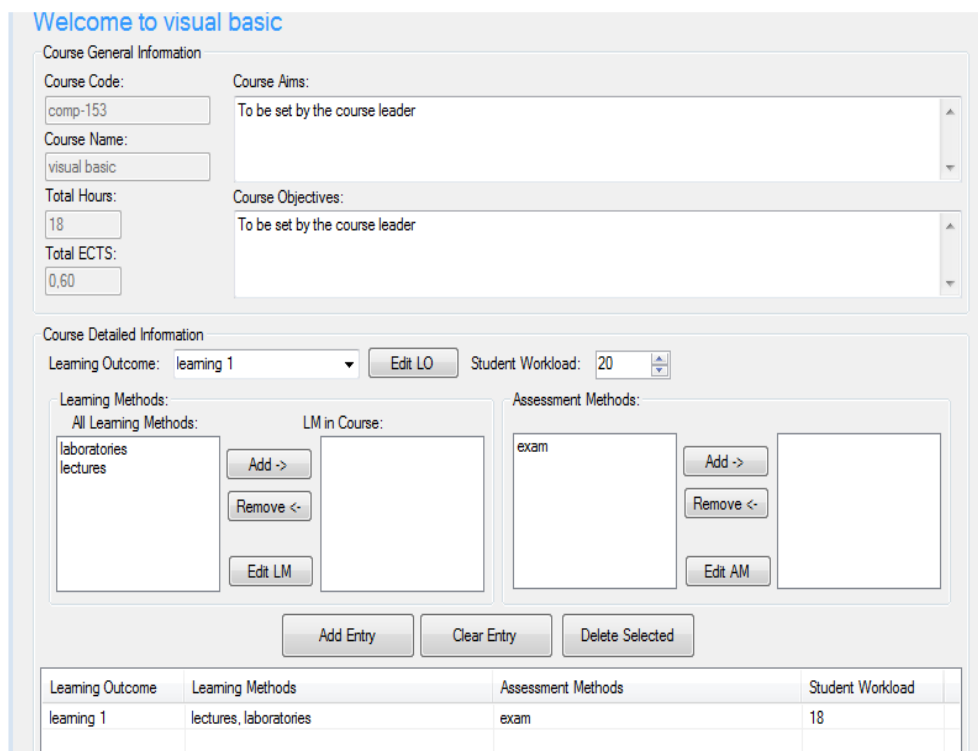 Welcome to visual basic
Course General Information
Course Code:
comp-153
Course Name:
visual basic
Total Hours:
18
Total ECTS:
0,60
Course Aims:
To be set by the course leader
Course Objectives:
To be set by the course leader
Course Detailed Information
Learning Outcome: learning 1 Edit LO Student Workload: 20
Learning Methods:
All Learning Methods: LM in Course:
laboratories
lectures
Add ->
Remove <-
Edit LM
Assessment Methods:
exam
Add ->
Remove <-
Edit AM
Add Entry Clear Entry Delete Selected
Learning Outcome Learning Methods Assessment Methods Student Workload
learning 1 lectures, laboratories exam 18